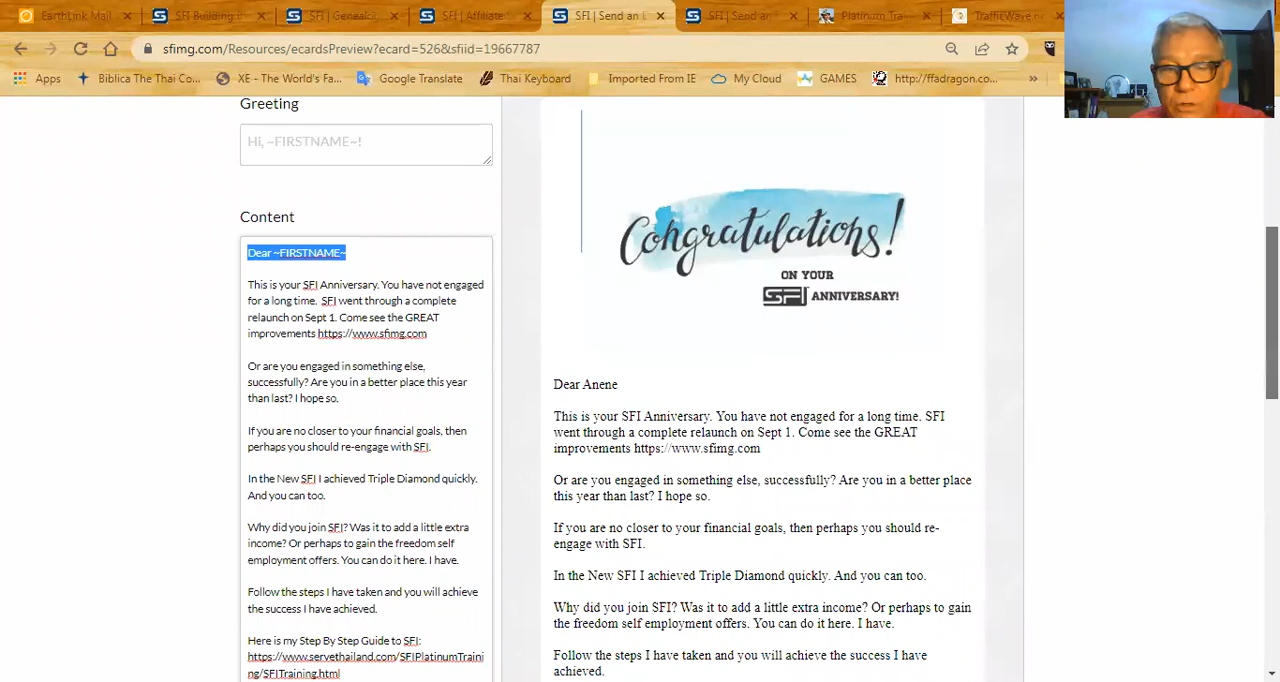 EarthLink Mail
SFI Building
SFI | Genealo
SFI | Affiliate
SFI | Send an
SFI | Send an
Platinum Trai
TrafficWave.ne
sfimg.com/Resources/ecardsPreview?ecard=526&sfiid=19667787
Apps
Biblica The Thai Co...
XE - The World's Fa...
Google Translate
Thai Keyboard
Imported From IE
My Cloud
GAMES
http://ffadragon.co...
»
Greeting
Hi, ~FIRSTNAME~!
Content
Dear ~FIRSTNAME~
This is your SFI Anniversary. You have not engaged
for a long time. SFI went through a complete
relaunch on Sept 1. Come see the GREAT
improvements https://www.sfimg.com
Or are you engaged in something else,
successfully? Are you in a better place this year
than last? I hope so.
If you are no closer to your financial goals, then
perhaps you should re-engage with SFI.
In the New SFI I achieved Triple Diamond quickly.
And you can too.
Why did you join SFI? Was it to add a little extra
income? Or perhaps to gain the freedom self
employment offers. You can do it here. I have.
Follow the steps I have taken and you will achieve
the success I have achieved.
Here is my Step By Step Guide to SFI:
https://www.servethailand.com/SFIPlatinumTraini
ng/SFITraining.html
Congratulations!
ON YOUR
SFI ANNIVERSARY!
Dear Anene
This is your SFI Anniversary. You have not engaged for a long time. SFI
went through a complete relaunch on Sept 1. Come see the GREAT
improvements https://www.sfimg.com
Or are you engaged in something else, successfully? Are you in a better place
this year than last? I hope so.
If you are no closer to your financial goals, then perhaps you should re-
engage with SFI.
In the New SFI I achieved Triple Diamond quickly. And you can too.
Why did you join SFI? Was it to add a little extra income? Or perhaps to gain
the freedom self employment offers. You can do it here. I have.
Follow the steps I have taken and you will achieve the success I have
achieved.